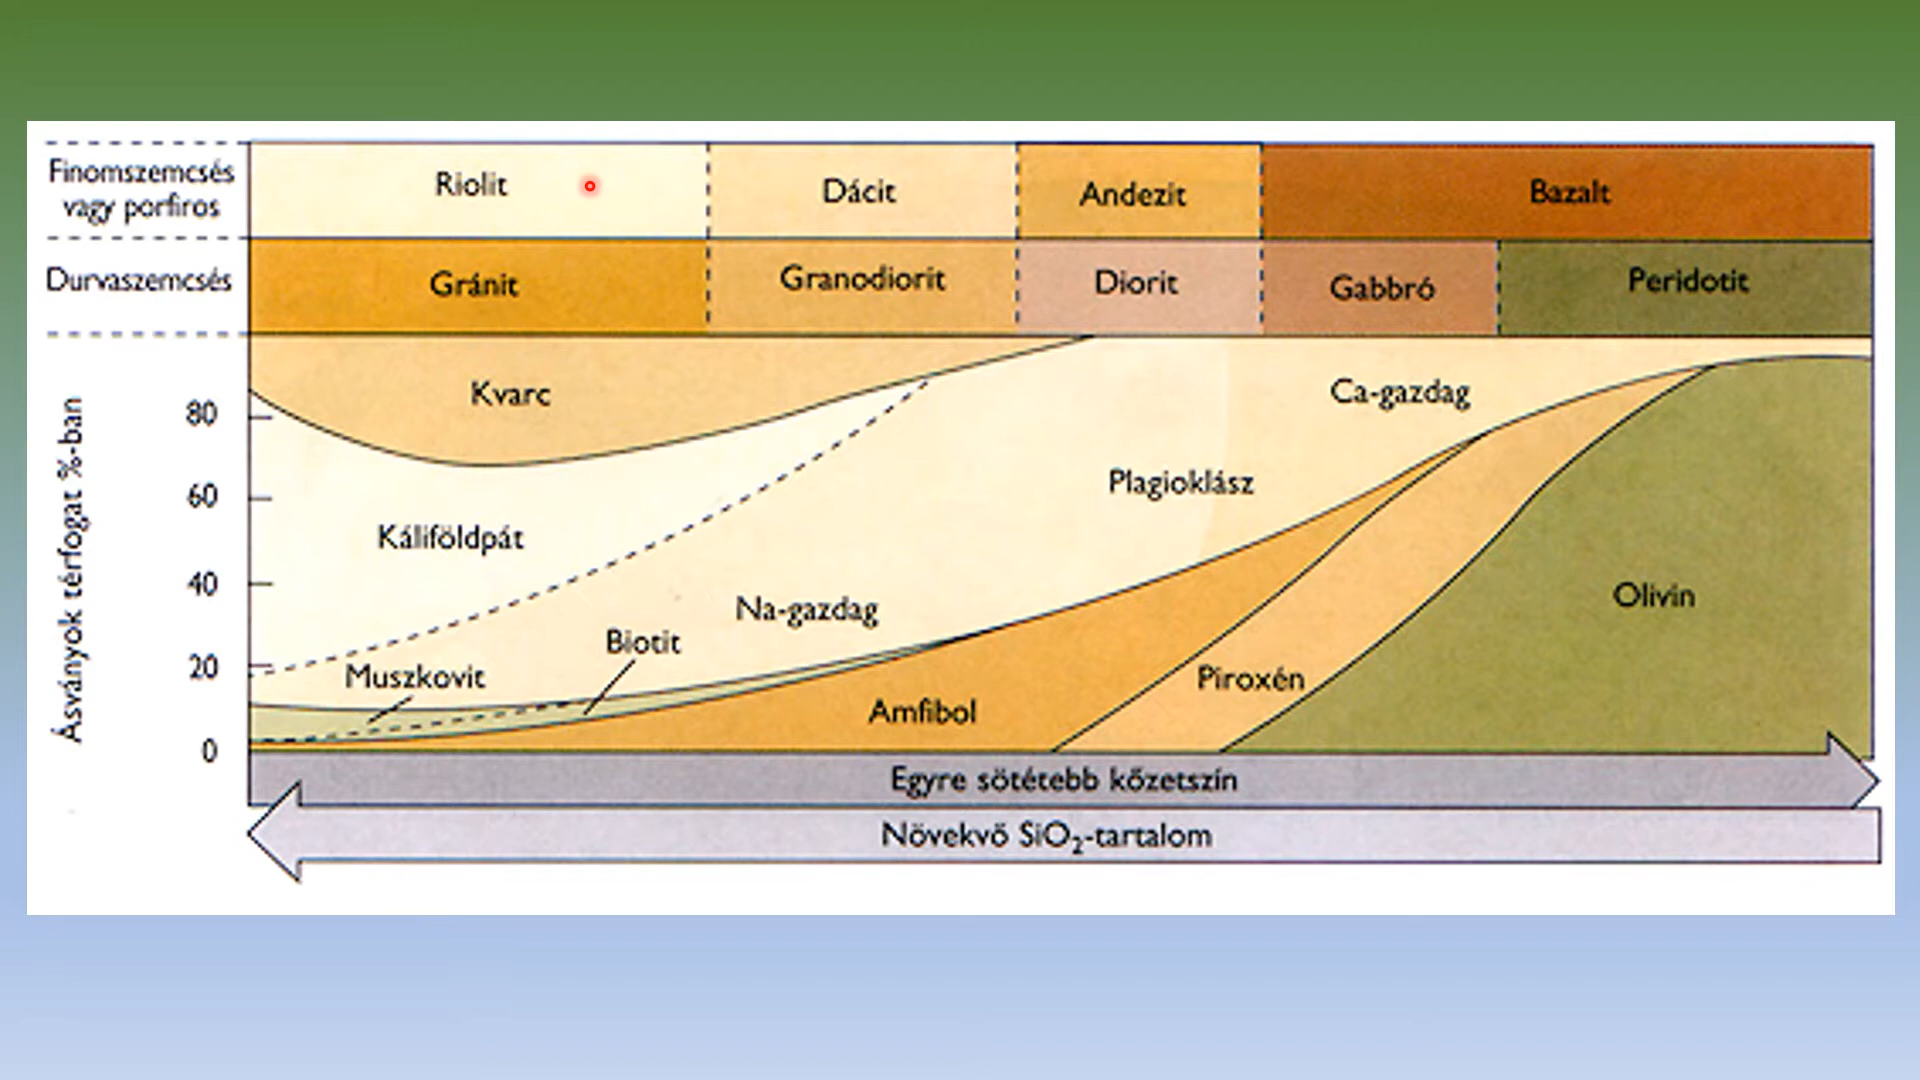 Finomszemcsés
vagy porfiros
Riolit
Dácit
Andezit
Bazalt
Durvaszemcsés
Gránit
Granodiorit
Diorit
Gabbró
Peridotit
Ásványok térfogat %-ban
80
60
40
20
0
Kvarc
Ca-gazdag
Plagioklász
Káliföldpát
Olivin
Na-gazdag
Biotit
Muszkovit
Piroxén
Amfibol
Egyre sötétebb kőzetszín
Növekvő SiO₂-tartalom